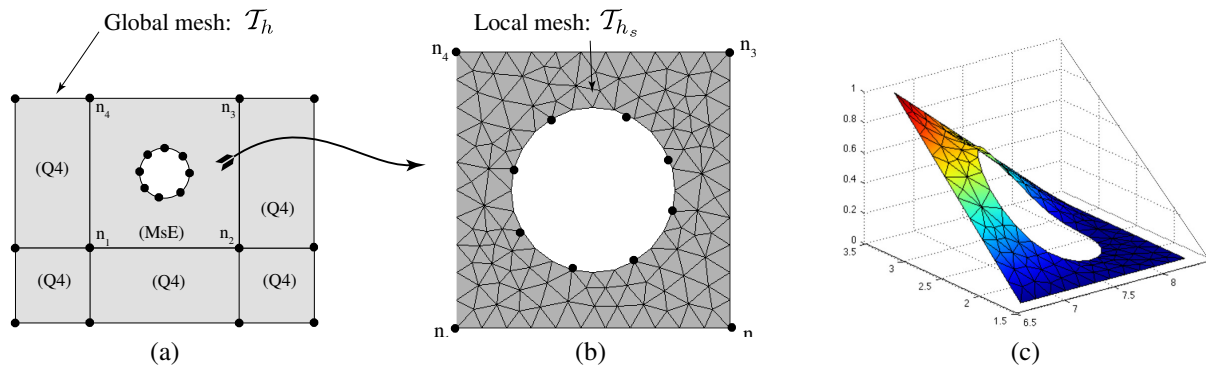 Global mesh: 𝒯h
n4
n3
(Q4)
(Q4)
n1
(MsE)
n2
(Q4)
(Q4)
(Q4)
(a)
Local mesh: 𝒯hs
n4
n3
n
n
(b)
1
0.8
0.6
0.4
0.2
0
3.5
3
2.5
2
1.5
6.5
7
7.5
8
(c)